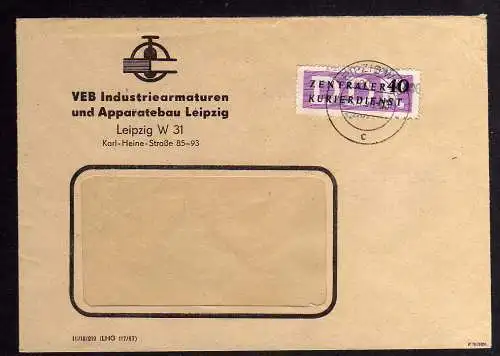 VEB Industriearmaturen
und Apparatebau Leipzig
Leipzig W 31
Karl-Heine-Straße 85-93
ZENTRALER 40
KURIERDIENST
c